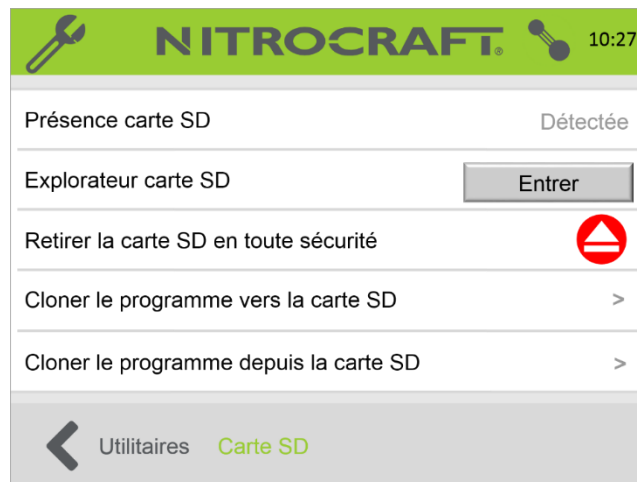 NITROCRAFT® 10:27
Présence carte SD Détectée
Explorateur carte SD Entrer
Retirer la carte SD en toute sécurité
Cloner le programme vers la carte SD >
Cloner le programme depuis la carte SD >
Utilitaires Carte SD